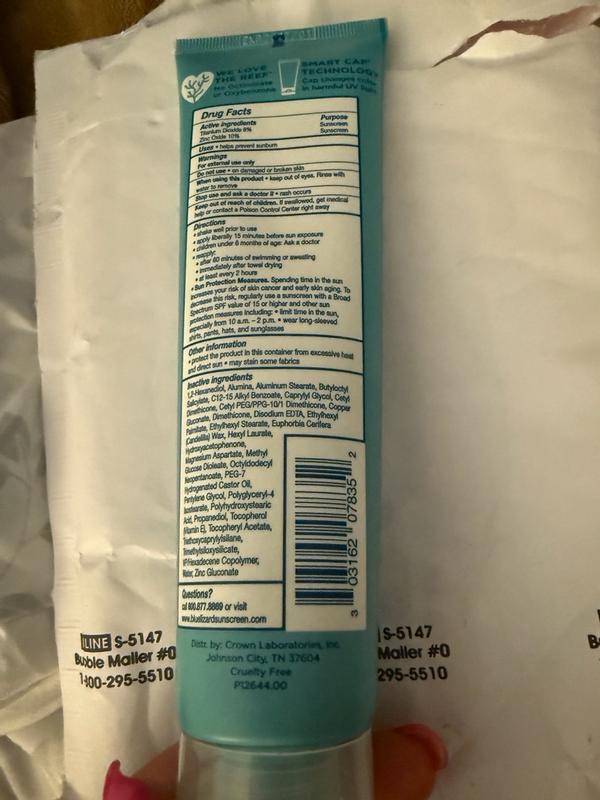 WE LOVE
THE REEF™
No Octinoxate
or Oxybenzone
SMART CAP
TECHNOLOGY
Cap changes color
in harmful UV light
Drug Facts
Active ingredients Purpose
Titanium Dioxide 8% Sunscreen
Zinc Oxide 10% Sunscreen
Uses • helps prevent sunburn
Warnings
For external use only
Do not use • on damaged or broken skin
When using this product • keep out of eyes. Rinse with
water to remove
Stop use and ask a doctor if • rash occurs
Keep out of reach of children. If swallowed, get medical
help or contact a Poison Control Center right away
Directions
• shake well prior to use
• apply liberally 15 minutes before sun exposure
• children under 6 months of age: Ask a doctor
• reapply:
• after 80 minutes of swimming or sweating
• immediately after towel drying
• at least every 2 hours
• Sun Protection Measures. Spending time in the sun
increases your risk of skin cancer and early skin aging. To
decrease this risk, regularly use a sunscreen with a Broad
Spectrum SPF value of 15 or higher and other sun
protection measures including: • limit time in the sun,
especially from 10 a.m. – 2 p.m. • wear long-sleeved
shirts, pants, hats, and sunglasses
Other information
• protect the product in this container from excessive heat
and direct sun • may stain some fabrics
Inactive ingredients
1,2-Hexanediol, Alumina, Aluminum Stearate, Butyloctyl
Salicylate, C12-15 Alkyl Benzoate, Caprylyl Glycol, Cetyl
Dimethicone, Cetyl PEG/PPG-10/1 Dimethicone, Copper
Gluconate, Dimethicone, Disodium EDTA, Ethylhexyl
Palmitate, Ethylhexyl Stearate, Euphorbia Cerifera
(Candelilla) Wax, Hexyl Laurate,
Hydroxyacetophenone,
Magnesium Aspartate, Methyl
Glucose Dioleate, Octyldodecyl
Neopentanoate, PEG-7
Hydrogenated Castor Oil,
Pentylene Glycol, Polyglyceryl-4
Isostearate, Polyhydroxystearic
Acid, Propanediol, Tocopherol
(Vitamin E), Tocopheryl Acetate,
Triethoxycaprylylsilane,
Trimethylsiloxysilicate,
VP/Hexadecene Copolymer,
Water, Zinc Gluconate
3 03162 07835 2
Questions?
call 800.877.8869 or visit
www.bluelizardsunscreen.com
Distr. by: Crown Laboratories, Inc.
Johnson City, TN 37604
Cruelty Free
P12644.00
ULINE S-5147
Bubble Mailer #0
1-800-295-5510
S-5147
Mailer #0
295-5510